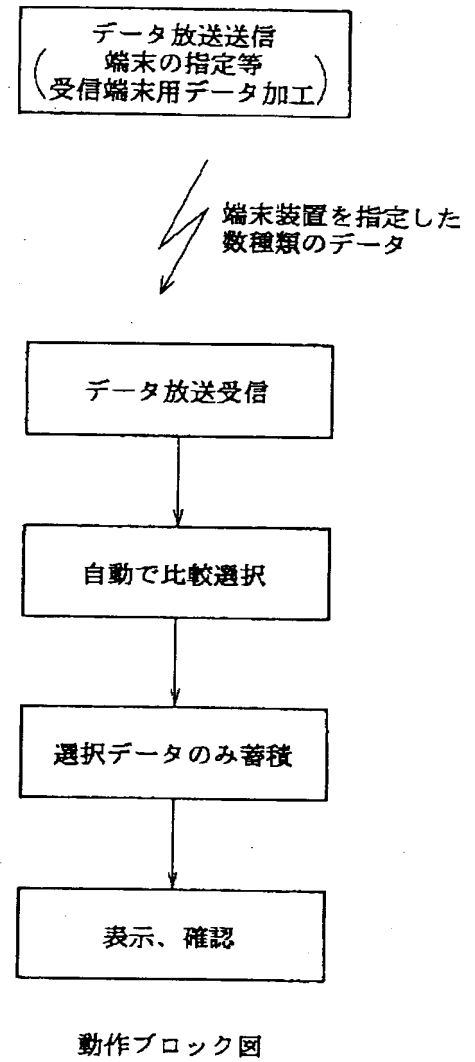 データ放送送信
(端末の指定等
受信端末用データ加工)
端末装置を指定した
数種類のデータ
データ放送受信
自動で比較選択
選択データのみ蓄積
表示、確認
動作ブロック図